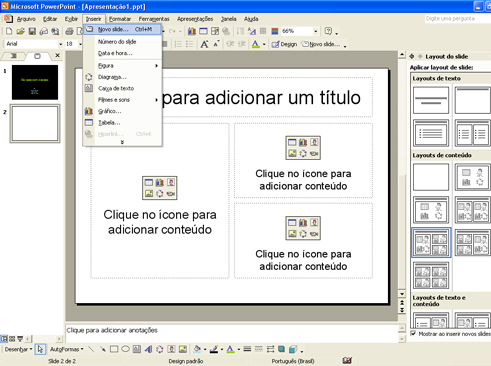 Microsoft PowerPoint - [Apresentação1.ppt]
Arquivo Editar Exibir Inserir Formatar Ferramentas Apresentações Janela Ajuda
Digite uma pergunta
66%
Arial
18
Design
Novo slide...
Novo slide... Ctrl+M
Número do slide
Data e hora...
Figura
Diagrama...
Caixa de texto
Filmes e sons
Gráfico...
Tabela...
1
2
para adicionar um título
Clique no ícone para
adicionar conteúdo
Clique no ícone para
adicionar conteúdo
Clique no ícone para
adicionar conteúdo
Layout do slide
Aplicar layout de slide:
Layouts de texto
Layouts de conteúdo
Layouts de texto e
conteúdo
Mostrar ao inserir novos slides
Clique para adicionar anotações
Desenhar
AutoFormas
Slide 2 de 2
Design padrão
Português (Brasil)